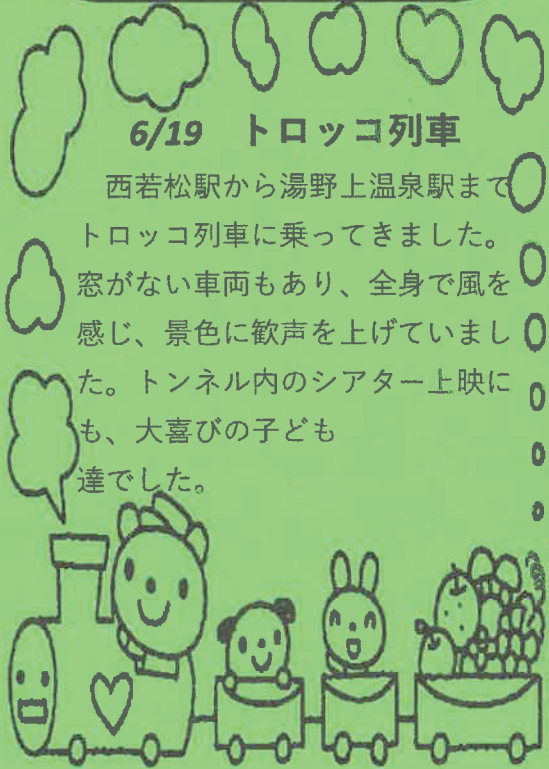 6/19　トロッコ列車
西若松駅から湯野上温泉駅まで
トロッコ列車に乗ってきました。
窓がない車両もあり、全身で風を
感じ、景色に歓声を上げていまし
た。トンネル内のシアター上映に
も、大喜びの子ども
達でした。